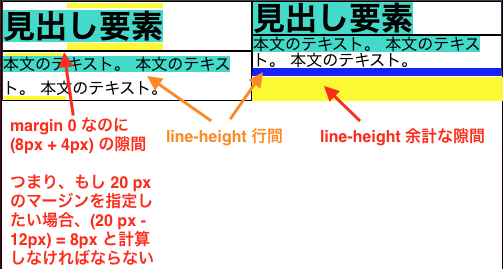 見出し要素
本文のテキスト。 本文のテキス
ト。 本文のテキスト。
見出し要素
本文のテキスト。 本文のテキス
ト。 本文のテキスト。
margin 0 なのに
(8px + 4px) の隙間
つまり、もし 20 px
のマージンを指定し
たい場合、(20 px -
12px) = 8px と計算
しなければならない
line-height 行間
line-height 余計な隙間